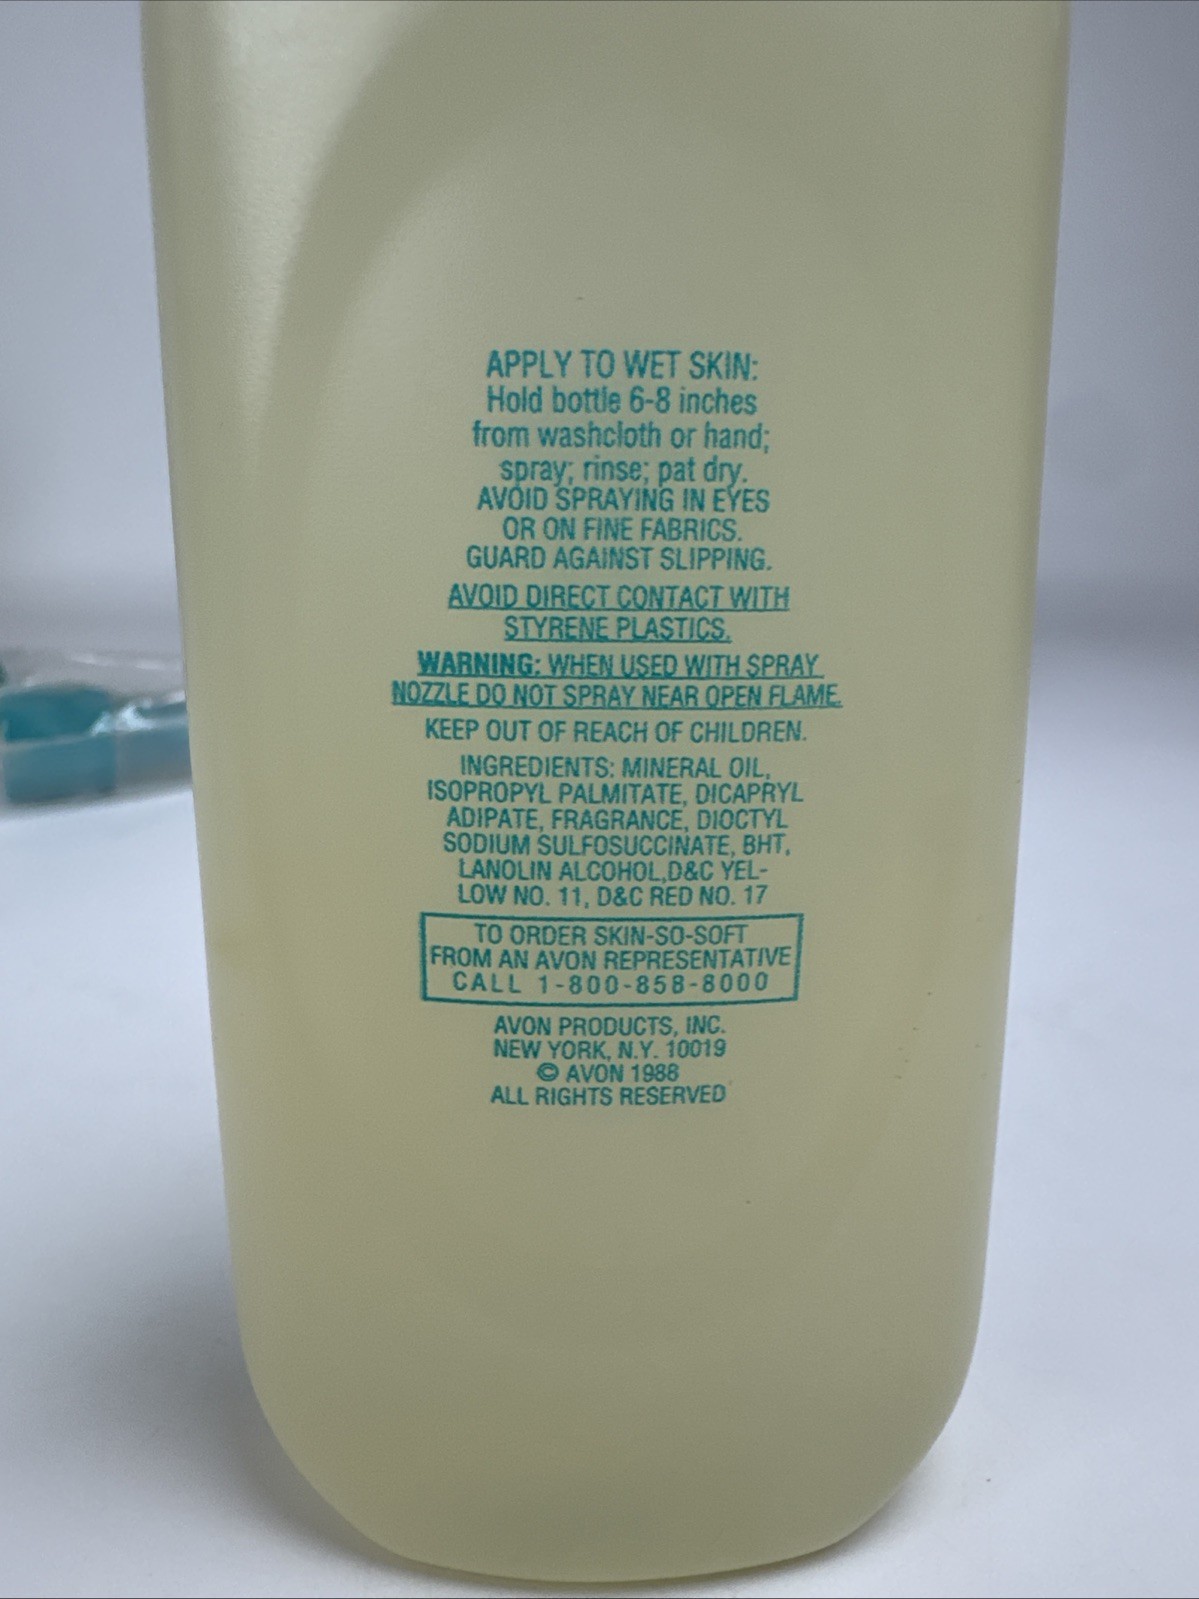 APPLY TO WET SKIN:
Hold bottle 6-8 inches
from washcloth or hand;
spray; rinse; pat dry.
AVOID SPRAYING IN EYES
OR ON FINE FABRICS.
GUARD AGAINST SLIPPING.
AVOID DIRECT CONTACT WITH
STYRENE PLASTICS.
WARNING: WHEN USED WITH SPRAY
NOZZLE DO NOT SPRAY NEAR OPEN FLAME.
KEEP OUT OF REACH OF CHILDREN.
INGREDIENTS: MINERAL OIL,
ISOPROPYL PALMITATE, DICAPRYL
ADIPATE, FRAGRANCE, DIOCTYL
SODIUM SULFOSUCCINATE, BHT,
LANOLIN ALCOHOL,D&C YEL-
LOW NO. 11, D&C RED NO. 17
TO ORDER SKIN-SO-SOFT
FROM AN AVON REPRESENTATIVE
CALL 1-800-858-8000
AVON PRODUCTS, INC.
NEW YORK, N.Y. 10019
© AVON 1988
ALL RIGHTS RESERVED